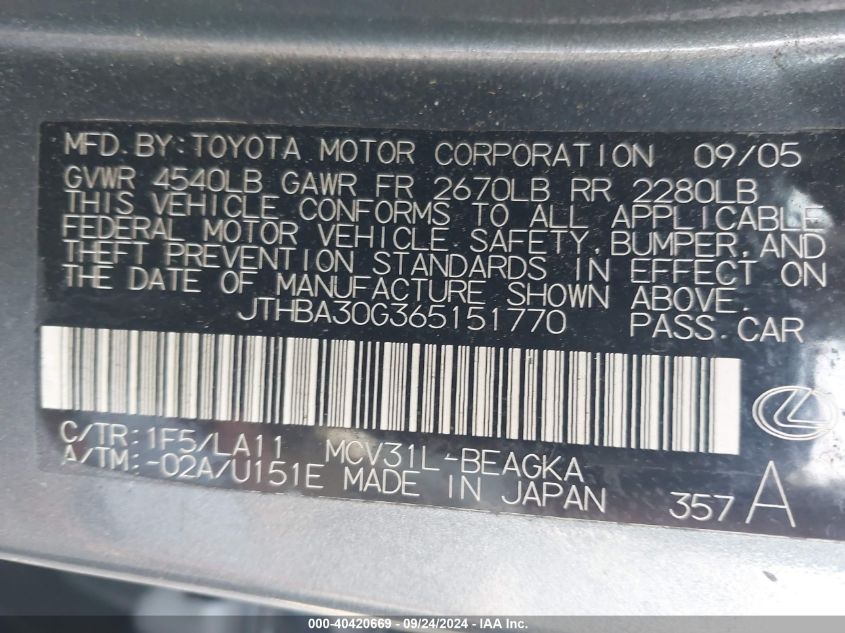 MFD. BY: TOYOTA MOTOR CORPORATION 09/05
GVWR 4540LB GAWR FR 2670LB RR 2280LB
THIS VEHICLE CONFORMS TO ALL APPLICABLE
FEDERAL MOTOR VEHICLE SAFETY, BUMPER, AND
THEFT PREVENTION STANDARDS IN EFFECT ON
THE DATE OF MANUFACTURE SHOWN ABOVE.
JTHBA30G365151770 PASS. CAR
C/TR: 1F5/LA11 MCV31L-BEAGKA
A/TM: -02A/U151E MADE IN JAPAN 357 A
000-40420669 - 09/24/2024 - IAA, Inc.